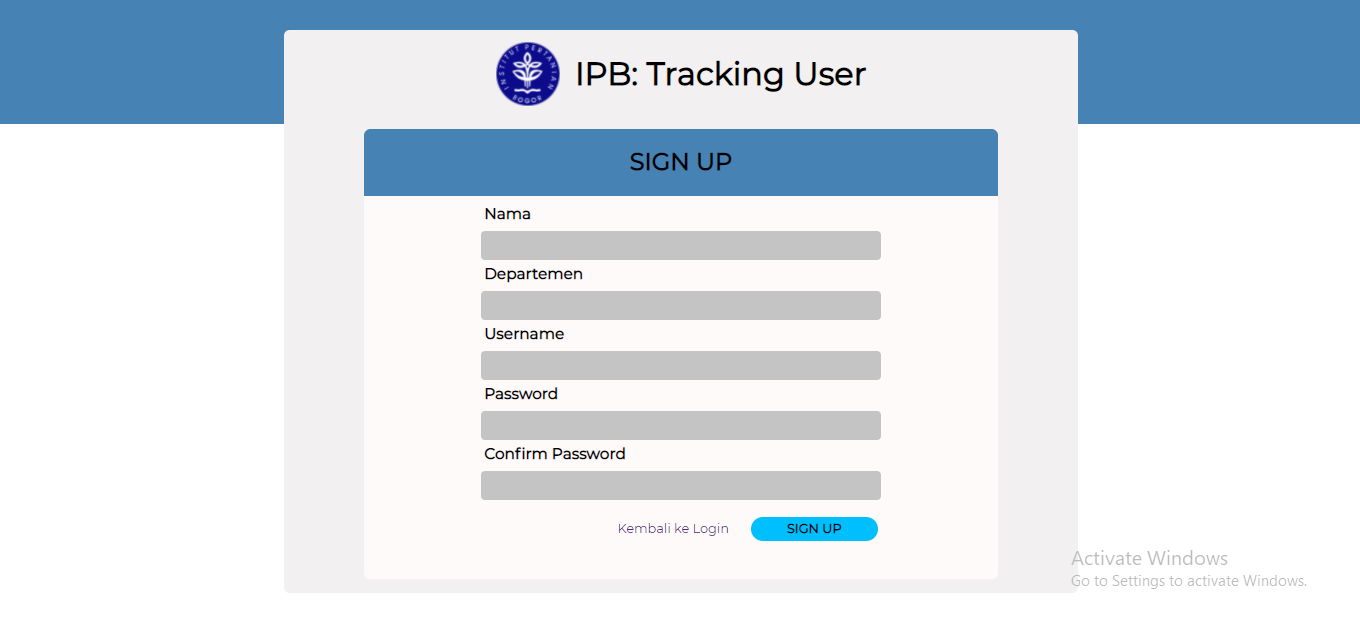 INSTITUT PERTANIAN
BOGOR
IPB: Tracking User
SIGN UP
Nama
Departemen
Username
Password
Confirm Password
Kembali ke Login
SIGN UP
Activate Windows
Go to Settings to activate Windows.